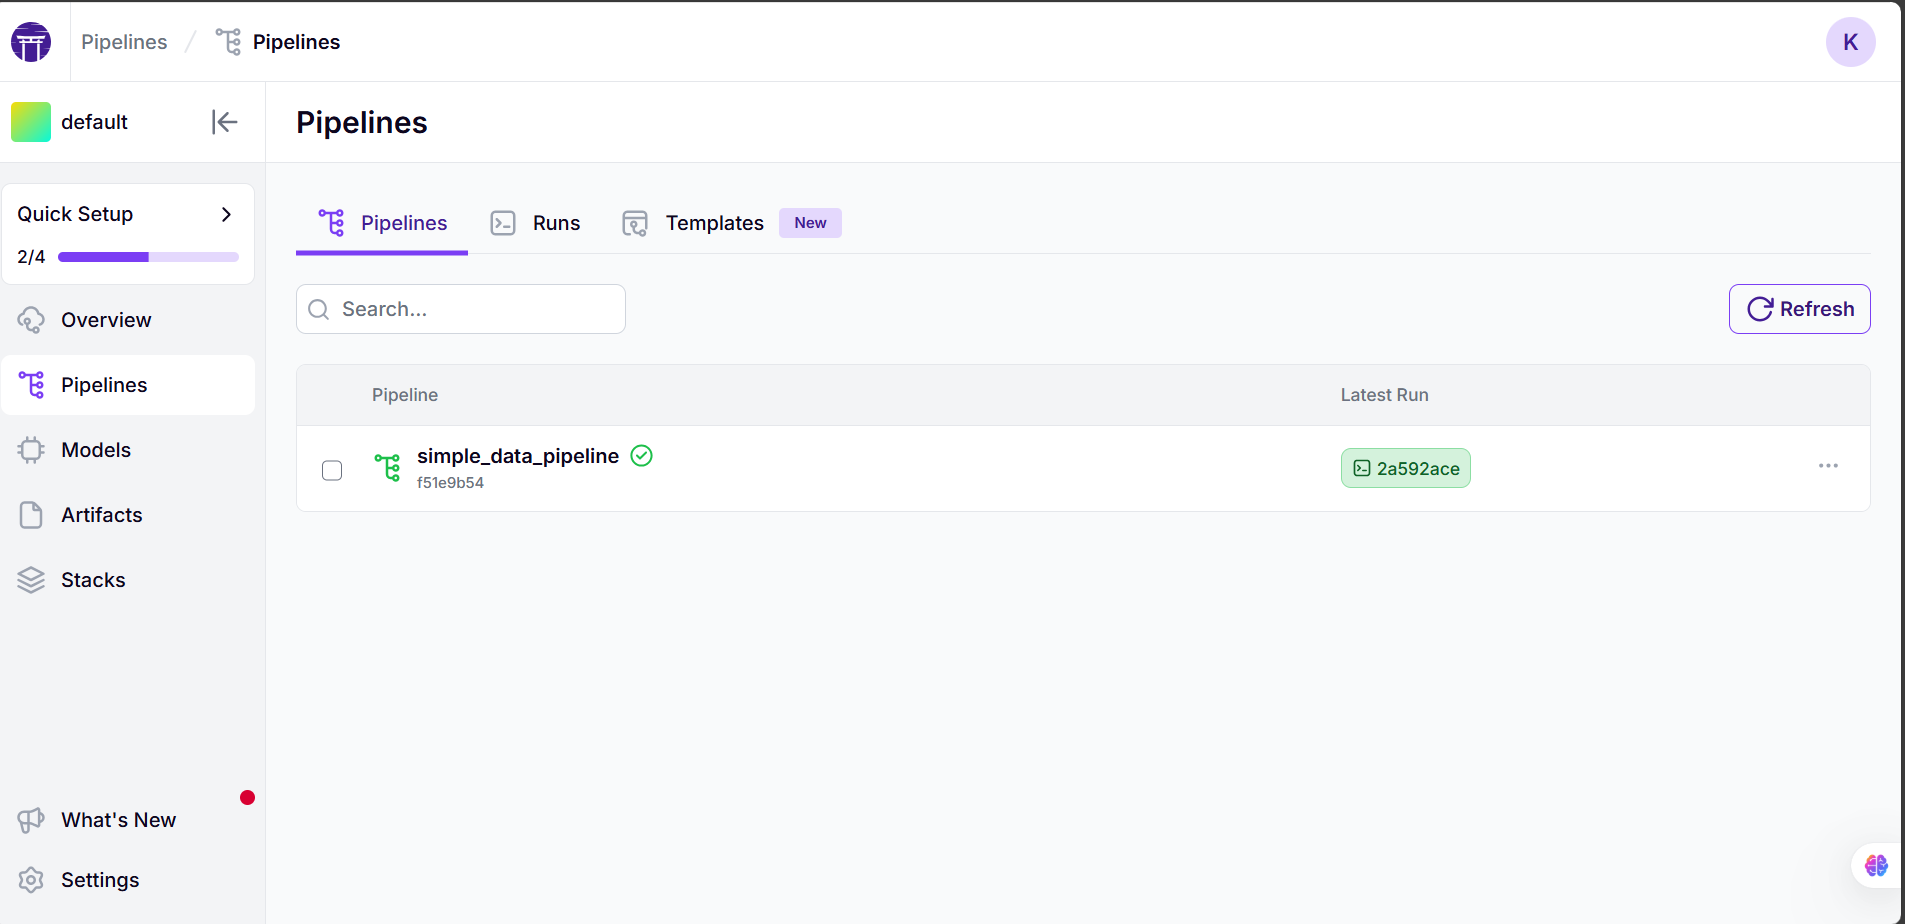 Pipelines / Pipelines
K
default
Pipelines
Quick Setup
2/4
Overview
Pipelines
Models
Artifacts
Stacks
What's New
Settings
Pipelines Runs Templates New
Search...
Refresh
Pipeline Latest Run
simple_data_pipeline
f51e9b54
2a592ace